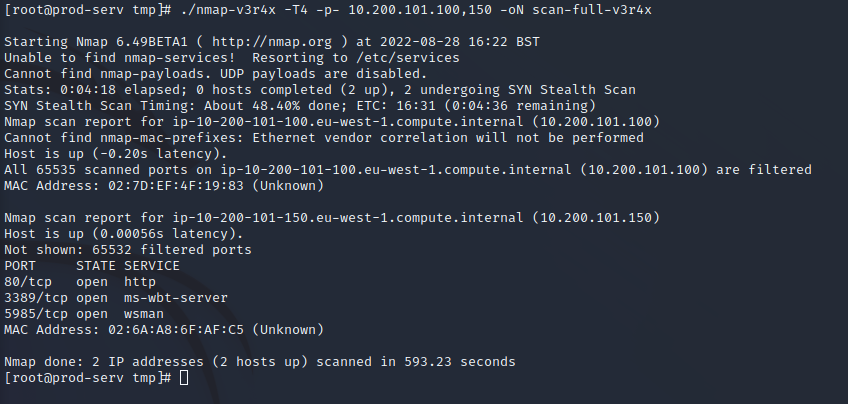 [root@prod-serv tmp]# ./nmap-v3r4x -T4 -p- 10.200.101.100,150 -oN scan-full-v3r4x
Starting Nmap 6.49BETA1 ( http://nmap.org ) at 2022-08-28 16:22 BST
Unable to find nmap-services!  Resorting to /etc/services
Cannot find nmap-payloads. UDP payloads are disabled.
Stats: 0:04:18 elapsed; 0 hosts completed (2 up), 2 undergoing SYN Stealth Scan
SYN Stealth Scan Timing: About 48.40% done; ETC: 16:31 (0:04:36 remaining)
Nmap scan report for ip-10-200-101-100.eu-west-1.compute.internal (10.200.101.100)
Cannot find nmap-mac-prefixes: Ethernet vendor correlation will not be performed
Host is up (-0.20s latency).
All 65535 scanned ports on ip-10-200-101-100.eu-west-1.compute.internal (10.200.101.100) are filtered
MAC Address: 02:7D:EF:4F:19:83 (Unknown)
Nmap scan report for ip-10-200-101-150.eu-west-1.compute.internal (10.200.101.150)
Host is up (0.00056s latency).
Not shown: 65532 filtered ports
PORT     STATE SERVICE
80/tcp   open  http
3389/tcp open  ms-wbt-server
5985/tcp open  wsman
MAC Address: 02:6A:A8:6F:AF:C5 (Unknown)
Nmap done: 2 IP addresses (2 hosts up) scanned in 593.23 seconds
[root@prod-serv tmp]#